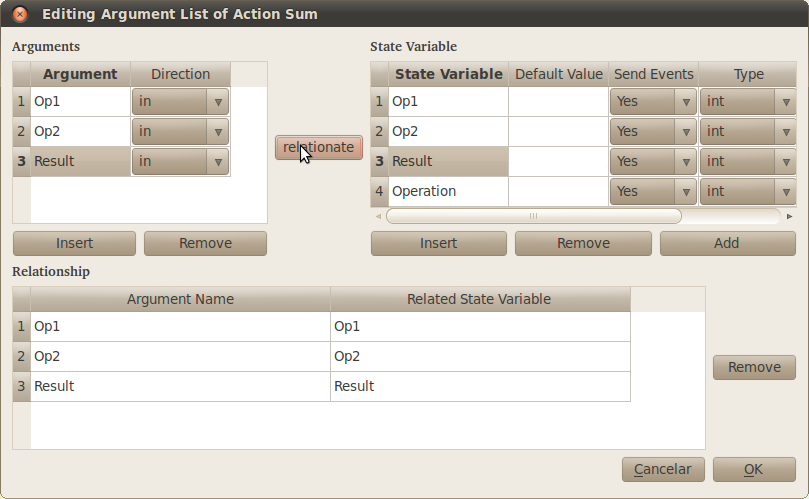 Editing Argument List of Action Sum
Arguments
Argument Direction
1 Op1 in
2 Op2 in
3 Result in
Insert Remove
relationate
State Variable
State Variable Default Value Send Events Type
1 Op1 Yes int
2 Op2 Yes int
3 Result Yes int
4 Operation Yes int
Insert Remove Add
Relationship
Argument Name Related State Variable
1 Op1 Op1
2 Op2 Op2
3 Result Result
Remove
Cancelar OK